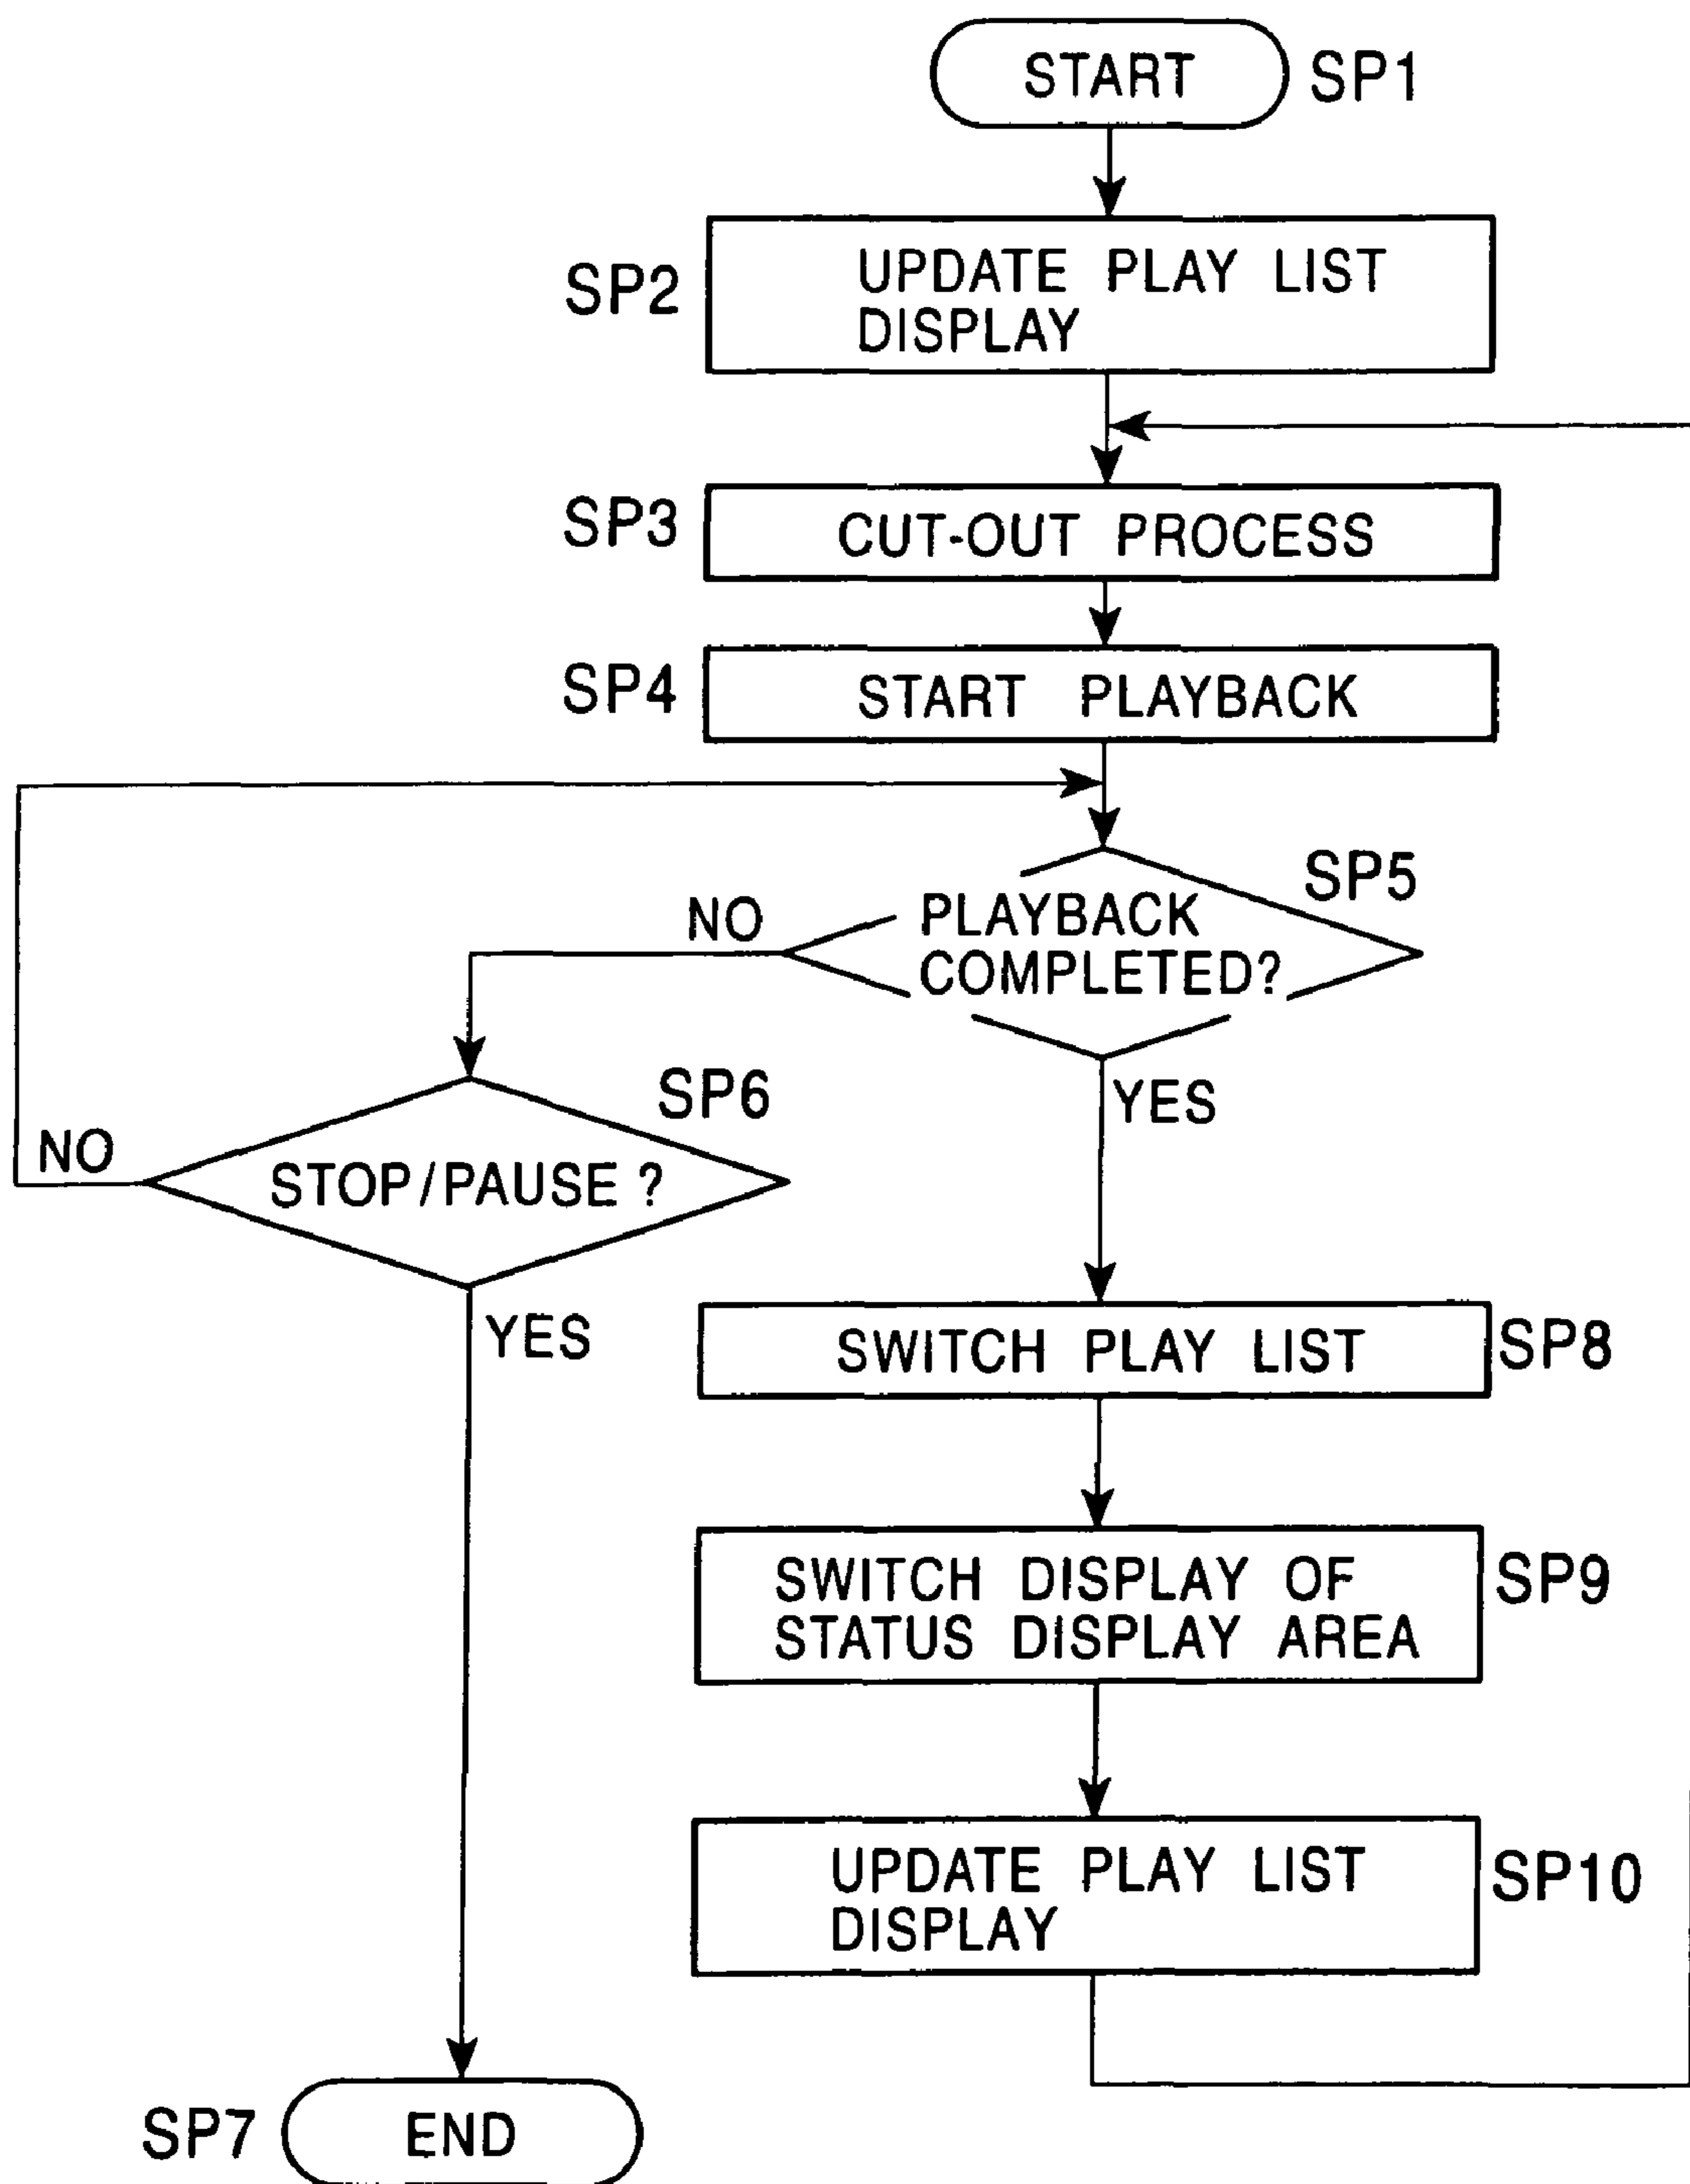 START SP1
SP2
UPDATE PLAY LIST
DISPLAY
SP3
CUT-OUT PROCESS
SP4
START PLAYBACK
SP5
PLAYBACK
COMPLETED?
NO
YES
SP6
STOP/PAUSE ?
NO
YES
SWITCH PLAY LIST
SP8
SWITCH DISPLAY OF
STATUS DISPLAY AREA
SP9
UPDATE PLAY LIST
DISPLAY
SP10
SP7
END